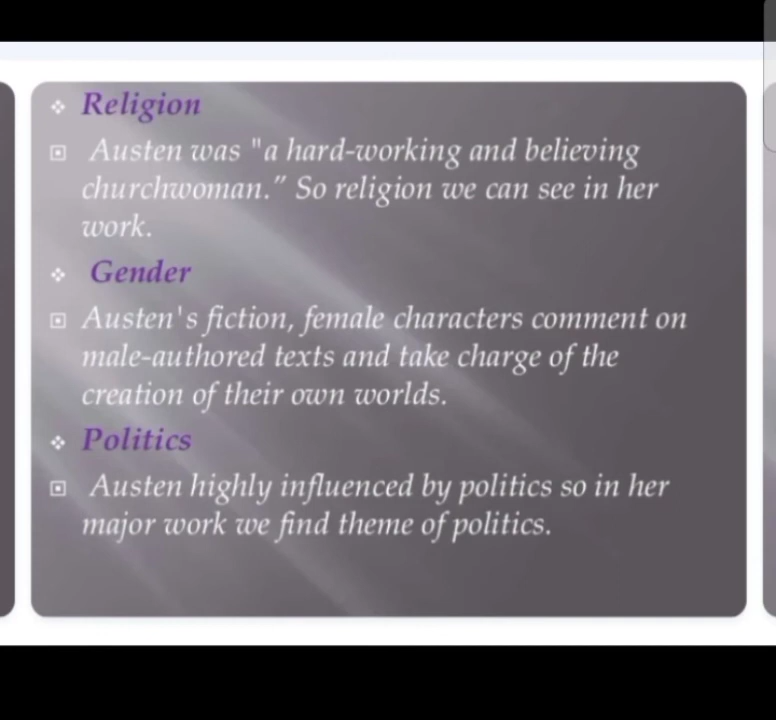 Religion
Austen was "a hard-working and believing
churchwoman.” So religion we can see in her
work.
Gender
Austen's fiction, female characters comment on
male-authored texts and take charge of the
creation of their own worlds.
Politics
Austen highly influenced by politics so in her
major work we find theme of politics.